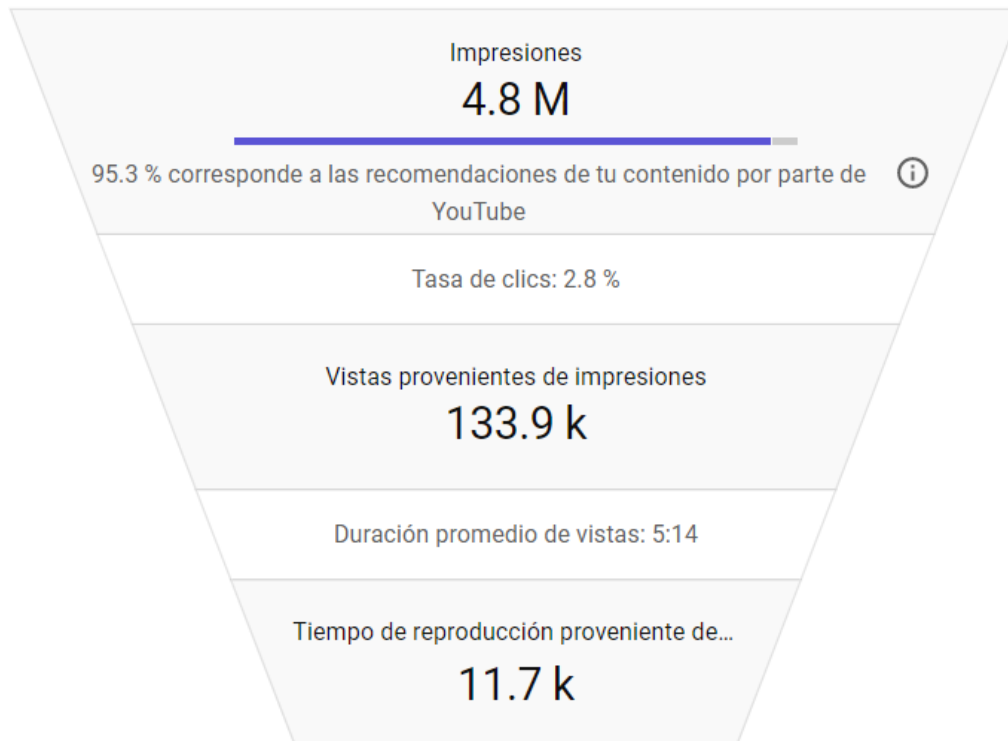 Impresiones
4.8 M
95.3 % corresponde a las recomendaciones de tu contenido por parte de
YouTube
Tasa de clics: 2.8 %
Vistas provenientes de impresiones
133.9 k
Duración promedio de vistas: 5:14
Tiempo de reproducción proveniente de...
11.7 k